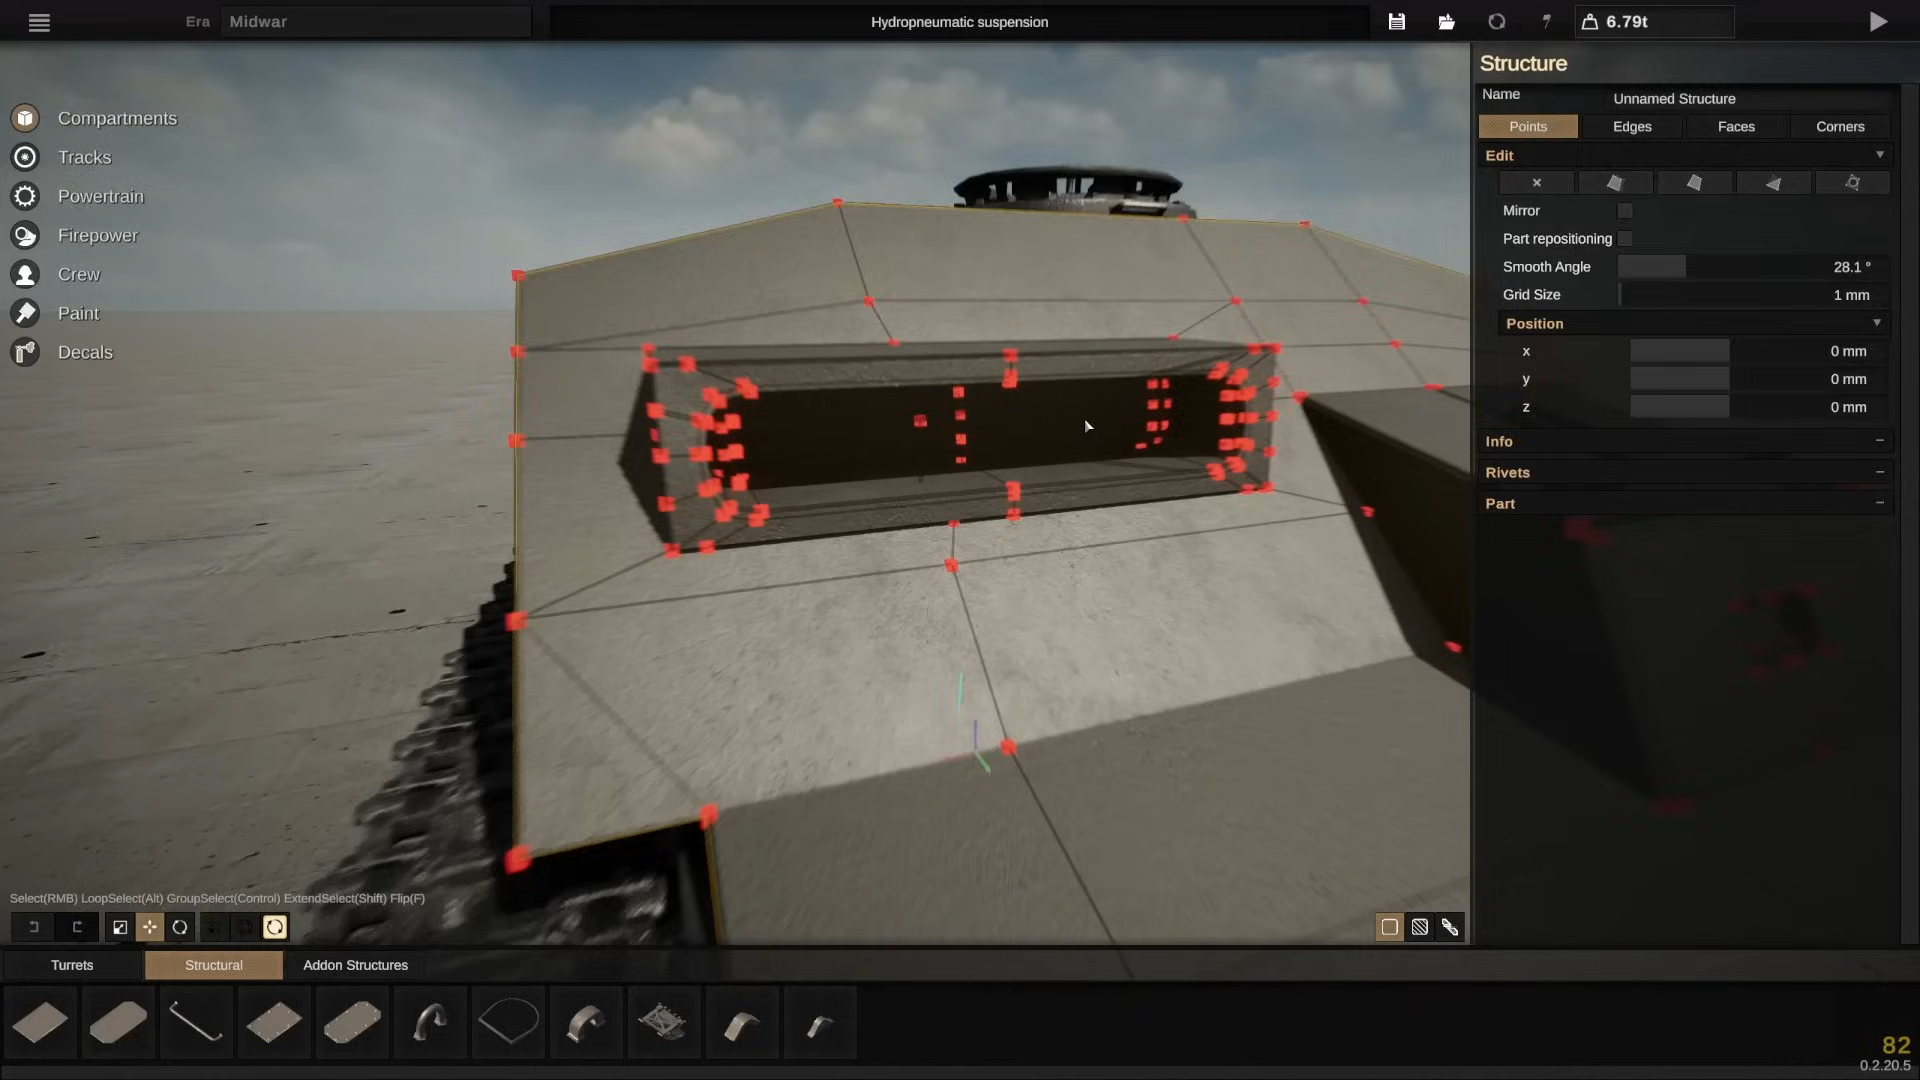 Era Midwar Hydropneumatic suspension 6.79t
Compartments
Tracks
Powertrain
Firepower
Crew
Paint
Decals
Structure
Name Unnamed Structure
Points Edges Faces Corners
Edit
Mirror
Part repositioning
Smooth Angle 28.1 °
Grid Size 1 mm
Position
x 0 mm
y 0 mm
z 0 mm
Info
Rivets
Part
Select(RMB) LoopSelect(Alt) GroupSelect(Control) ExtendSelect(Shift) Flip(F)
Turrets Structural Addon Structures
82
0.2.20.5